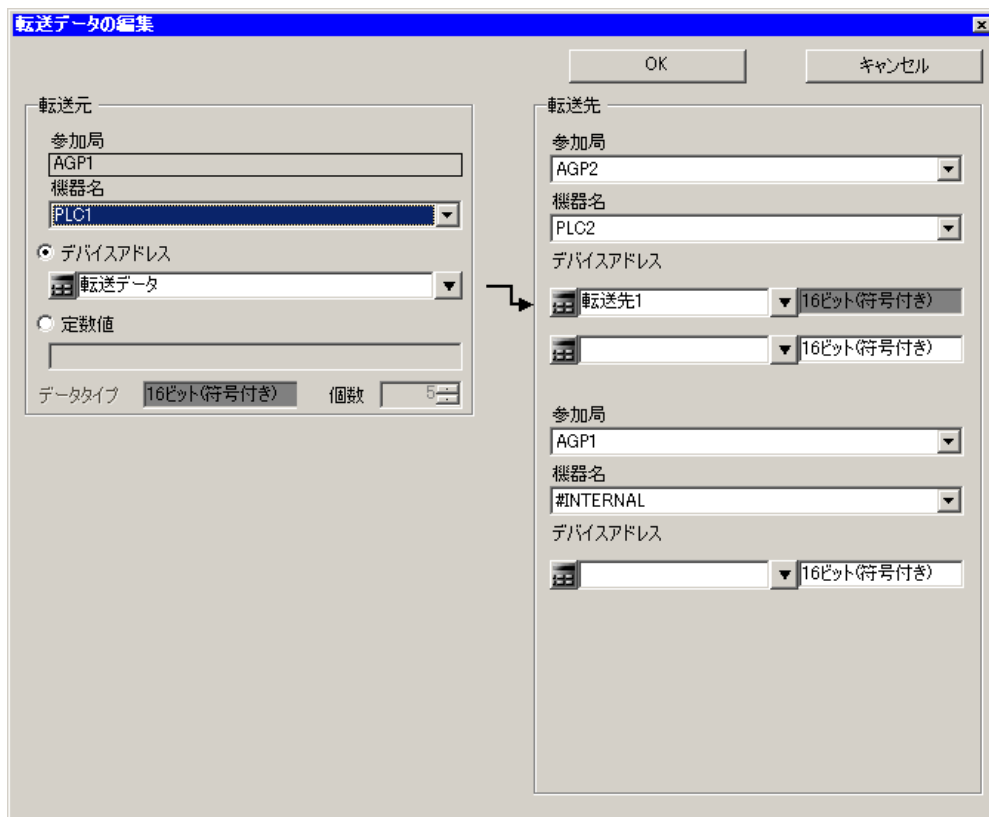 転送データの編集
OK
キャンセル
転送元
参加局
AGP1
機器名
PLC1
デバイスアドレス
転送データ
定数値
データタイプ
16ビット(符号付き)
個数
5
転送先
参加局
AGP2
機器名
PLC2
デバイスアドレス
転送先1
16ビット(符号付き)
16ビット(符号付き)
参加局
AGP1
機器名
#INTERNAL
デバイスアドレス
16ビット(符号付き)